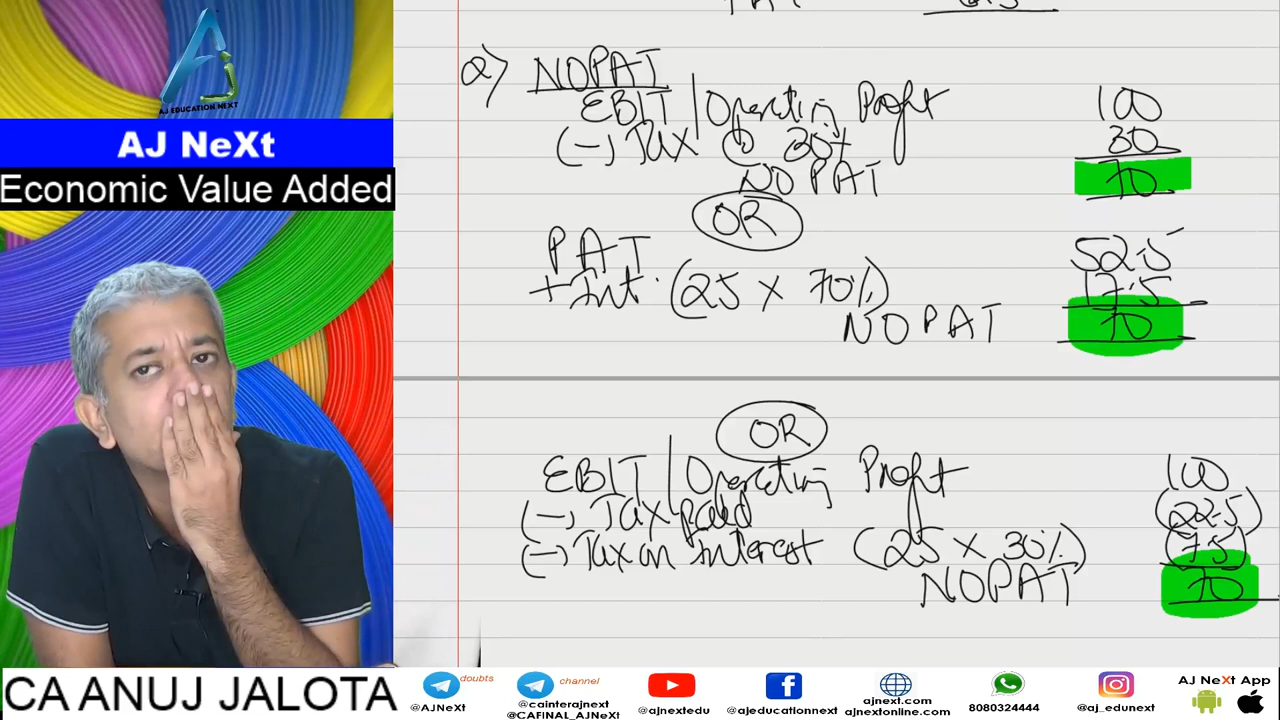 AJ EDUCATION NEXT
AJ NeXt
Economic Value Added
2) NOPAT
EBIT / Operating Profit 100
(-) Tax @ 30% 30
NOPAT 70
OR
PAT 52.5
+ Int. (25 x 70%) 17.5
NOPAT 70
OR
EBIT / Operating Profit 100
(-) Tax paid (22.5)
(-) Tax on interest (25 x 30%) (7.5)
NOPAT 70
CA ANUJ JALOTA
doubts
@AJNeXt
channel
@cainterajnext
@CAFINAL_AJNeXt
@ajnextedu
@ajeducationnext
ajnext.com
ajnextonline.com
8080324444
@aj_edunext
AJ NeXt App